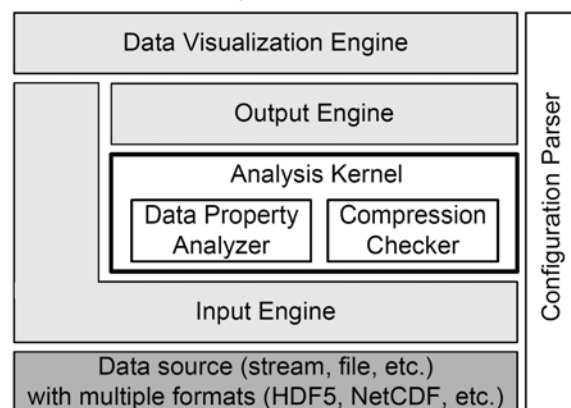 Data Visualization Engine
Output Engine
Analysis Kernel
Data Property
Analyzer
Compression
Checker
Input Engine
Data source (stream, file, etc.)
with multiple formats (HDF5, NetCDF, etc.)
Configuration Parser